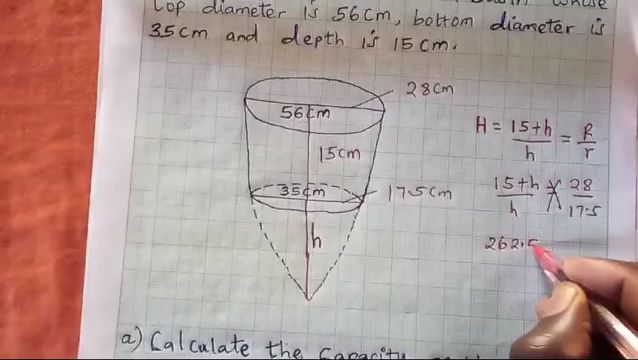 top diameter is 56cm, bottom diameter is
35cm and depth is 15cm.
28cm
56cm
15cm
35cm
17.5cm
h
H = 15+h/h = R/r
15+h/h 28/17.5
262.5
a) Calculate the Capacity